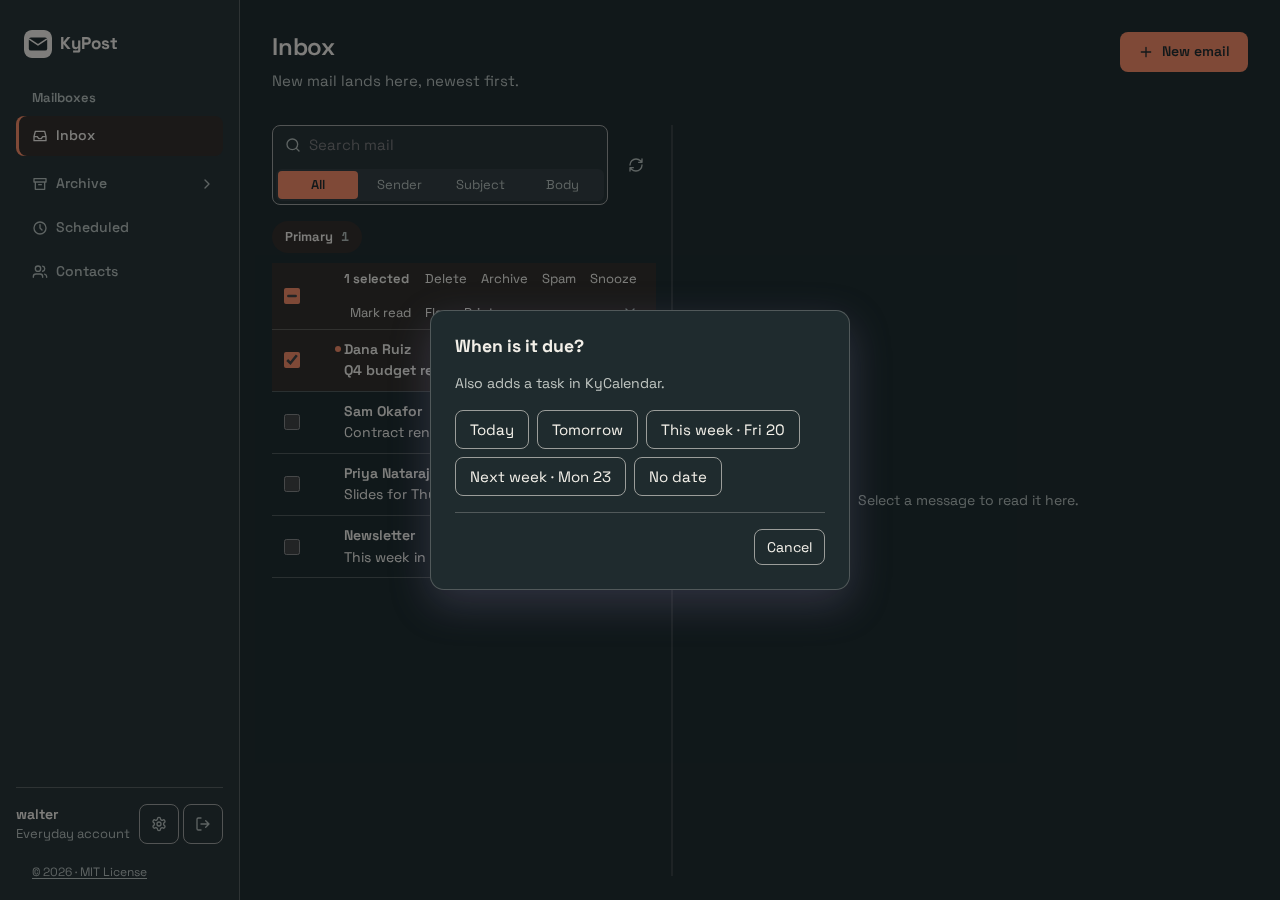 KyPost
Mailboxes
Inbox
Archive
Scheduled
Contacts
walter
Everyday account
© 2026 · MIT License
Inbox
New mail lands here, newest first.
New email
Search mail
All Sender Subject Body
Primary 1
1 selected Delete Archive Spam Snooze
Mark read
Dana Ruiz
Q4 budget
Sam Okafor
Contract
Priya
Slides for
Newsletter
This week in
Select a message to read it here.
When is it due?
Also adds a task in KyCalendar.
Today Tomorrow This week · Fri 20
Next week · Mon 23 No date
Cancel